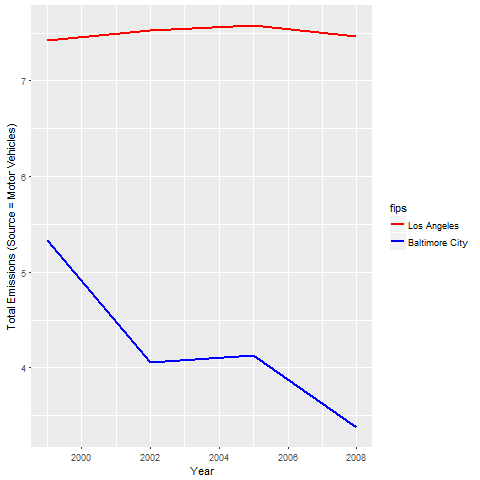 Total Emissions (Source = Motor Vehicles)
7
6
5
4
2000
2002
2004
2006
2008
Year
fips
Los Angeles
Baltimore City